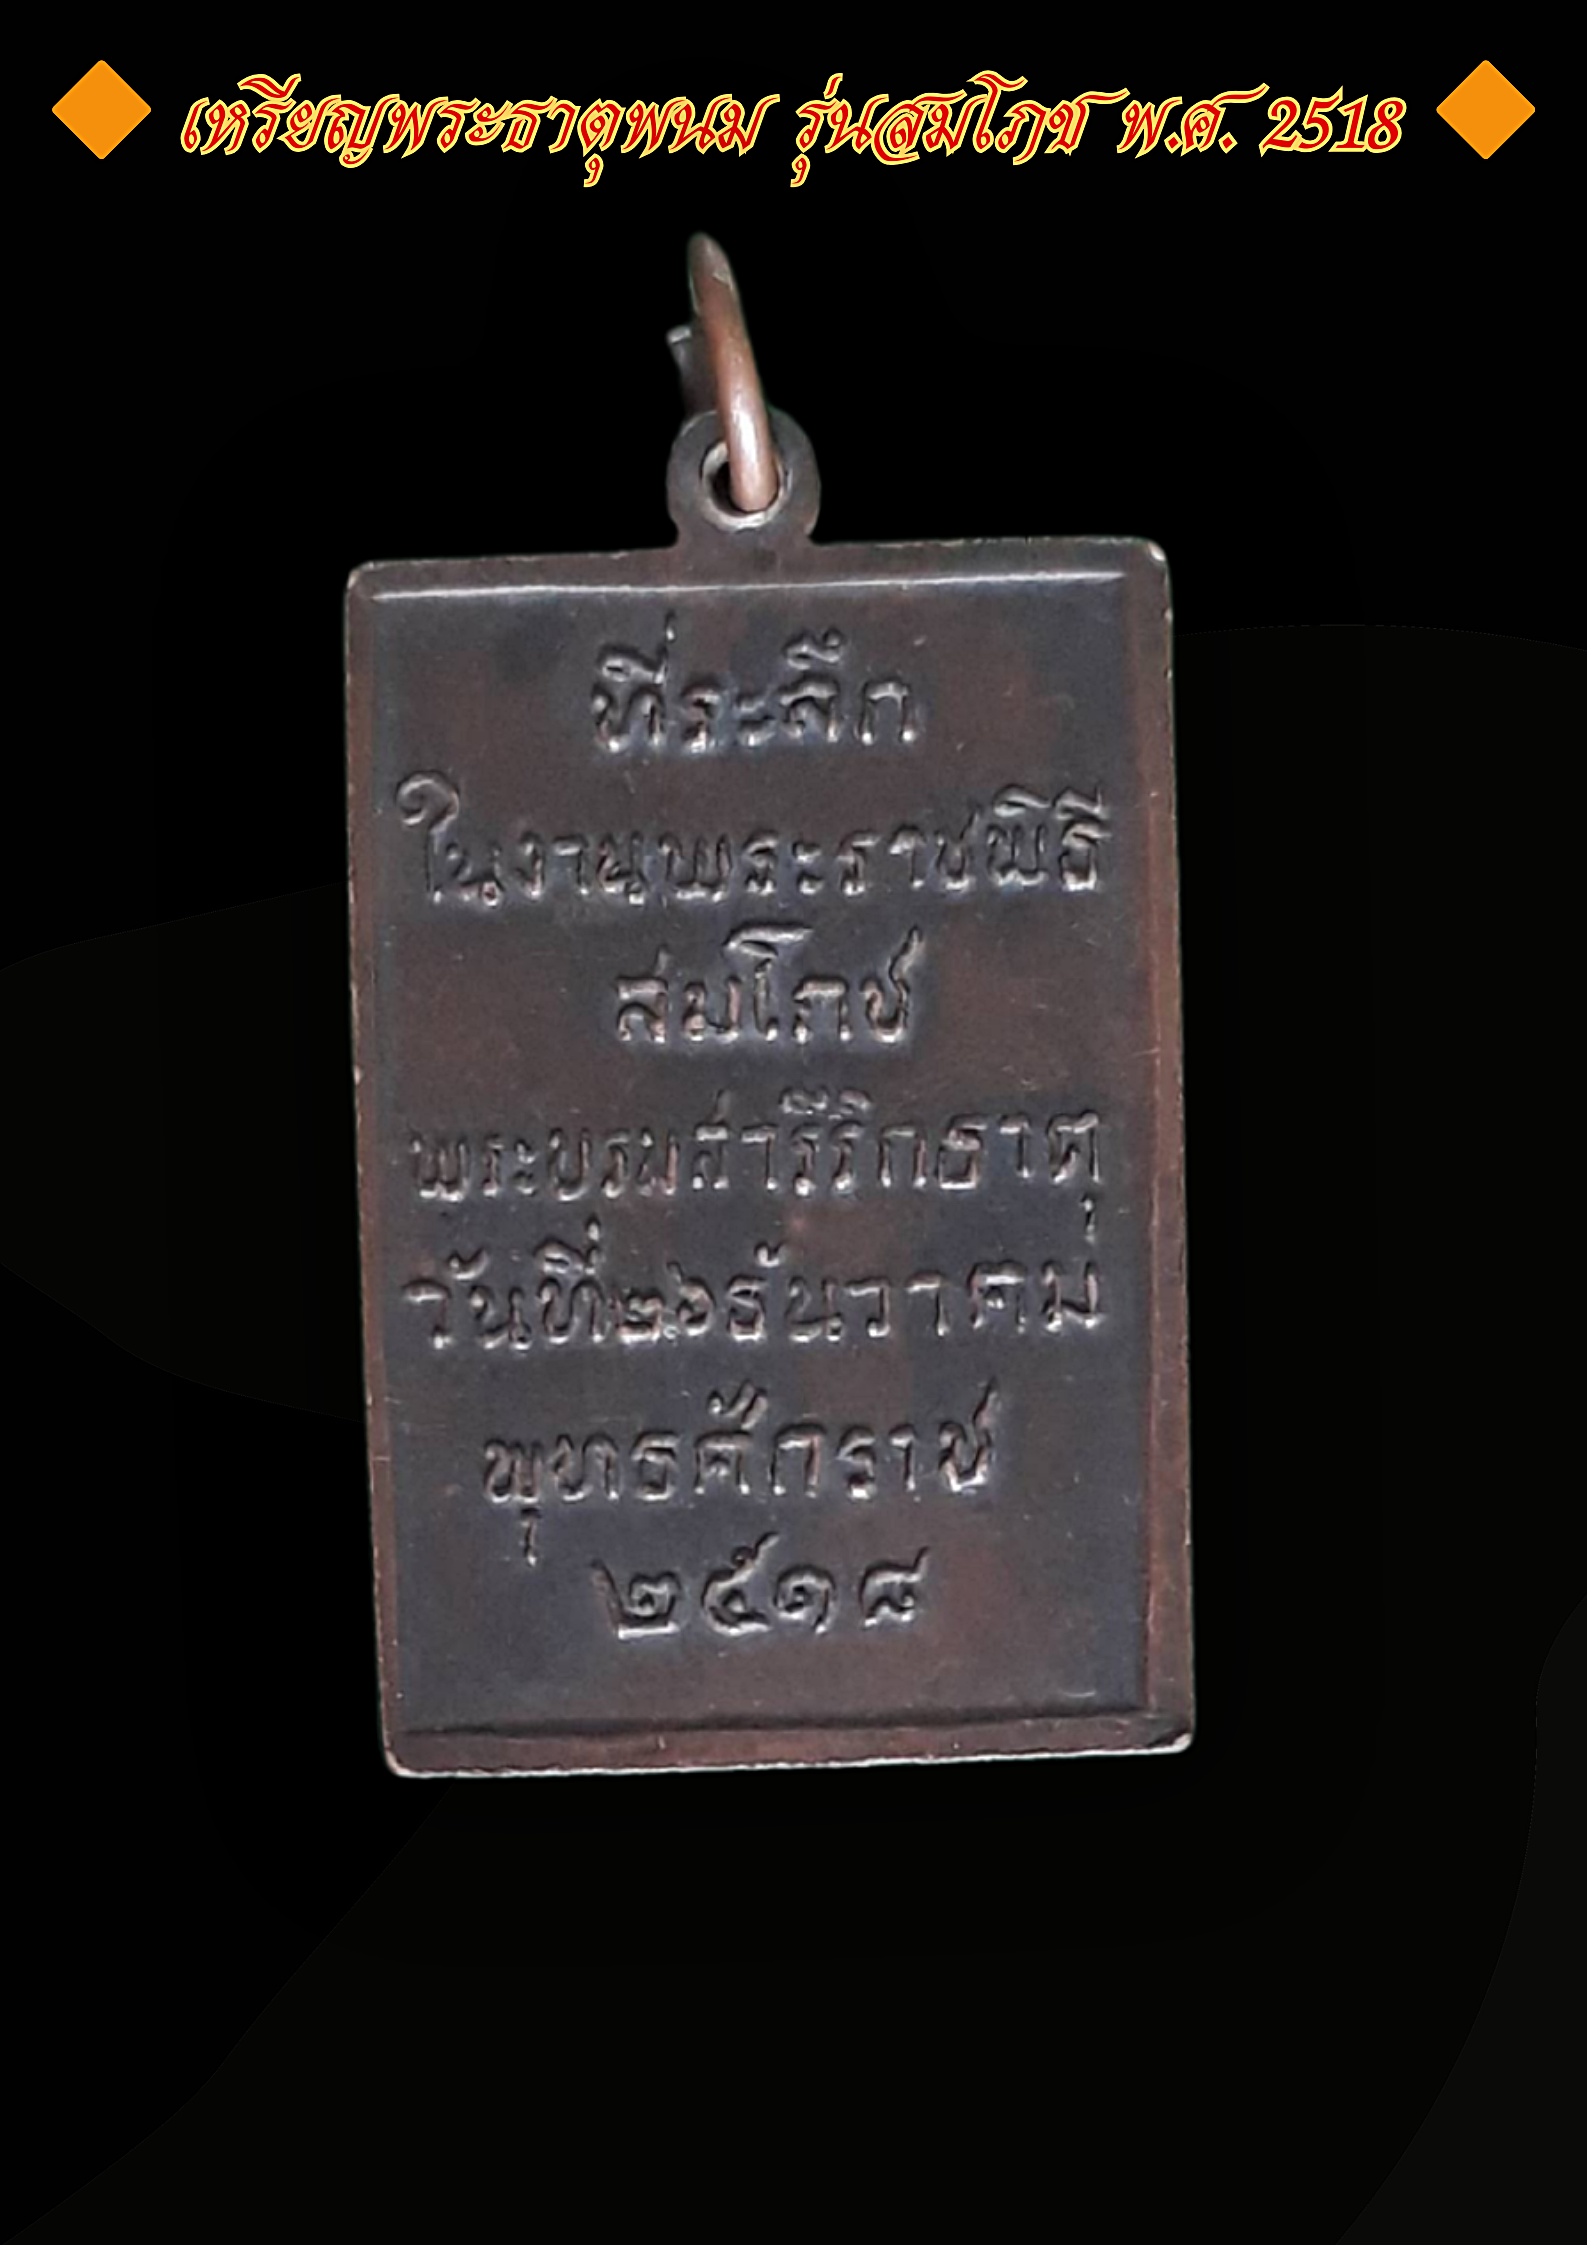 เหรียญพระธาตุพนม รุ่นสมโภช พ.ศ. 2518
ที่ระลึก
ในงานพระราชพิธี
สมโภช
พระบรมสารีริกธาตุ
วันที่๒๖ธันวาคม
พุทธศักราช
๒๕๑๘